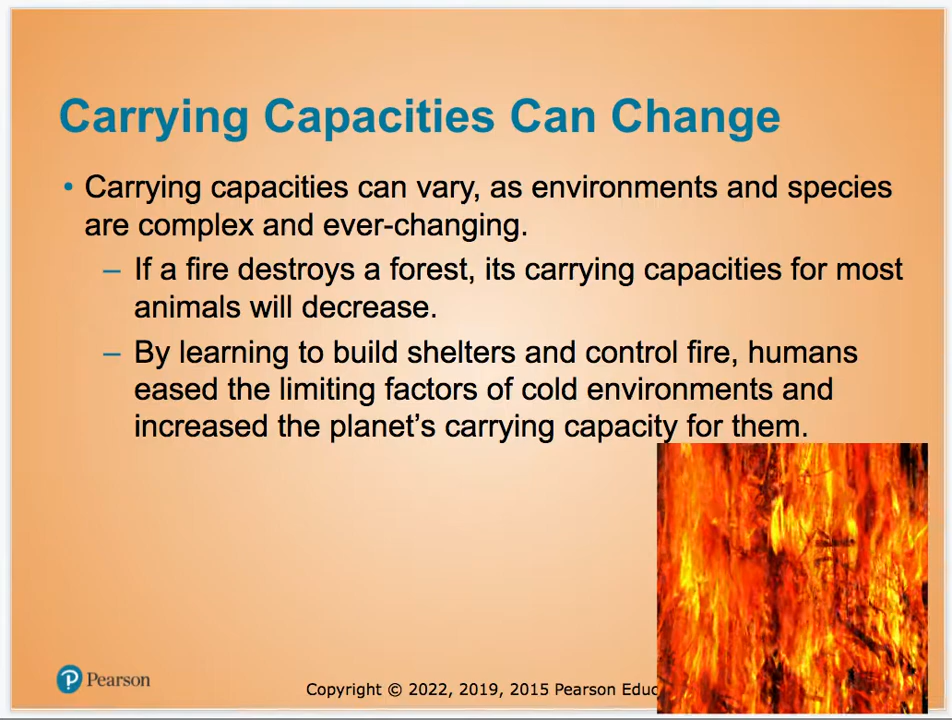 Carrying Capacities Can Change
• Carrying capacities can vary, as environments and species
are complex and ever-changing.
– If a fire destroys a forest, its carrying capacities for most
animals will decrease.
– By learning to build shelters and control fire, humans
eased the limiting factors of cold environments and
increased the planet’s carrying capacity for them.
P Pearson
Copyright © 2022, 2019, 2015 Pearson Educ